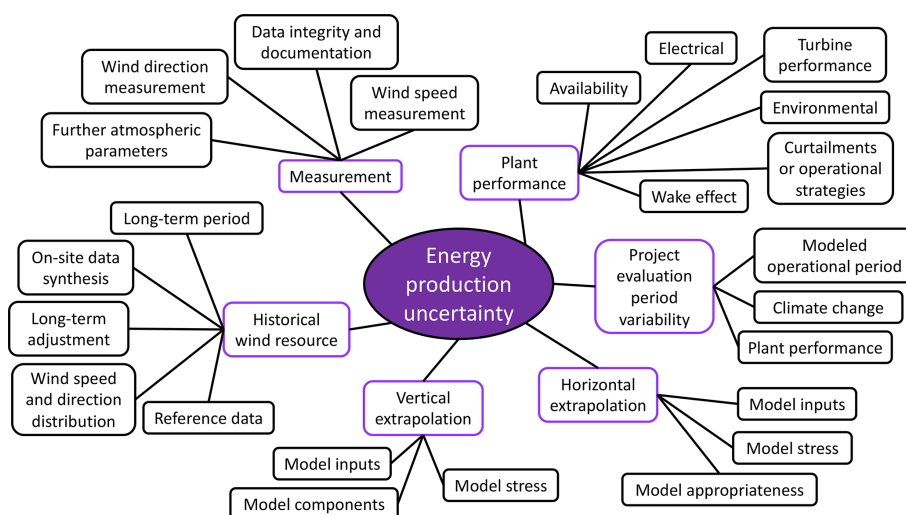 Data integrity and
documentation
Electrical
Turbine
performance
Wind direction
measurement
Availability
Wind speed
measurement
Environmental
Further atmospheric
parameters
Measurement
Plant
performance
Curtailments
or operational
strategies
Wake effect
Long-term period
On-site data
synthesis
Energy
production
uncertainty
Project
evaluation
period
variability
Modeled
operational period
Climate change
Long-term
adjustment
Historical
wind resource
Plant performance
Wind speed
and direction
distribution
Reference data
Vertical
extrapolation
Horizontal
extrapolation
Model inputs
Model inputs
Model stress
Model components
Model stress
Model appropriateness